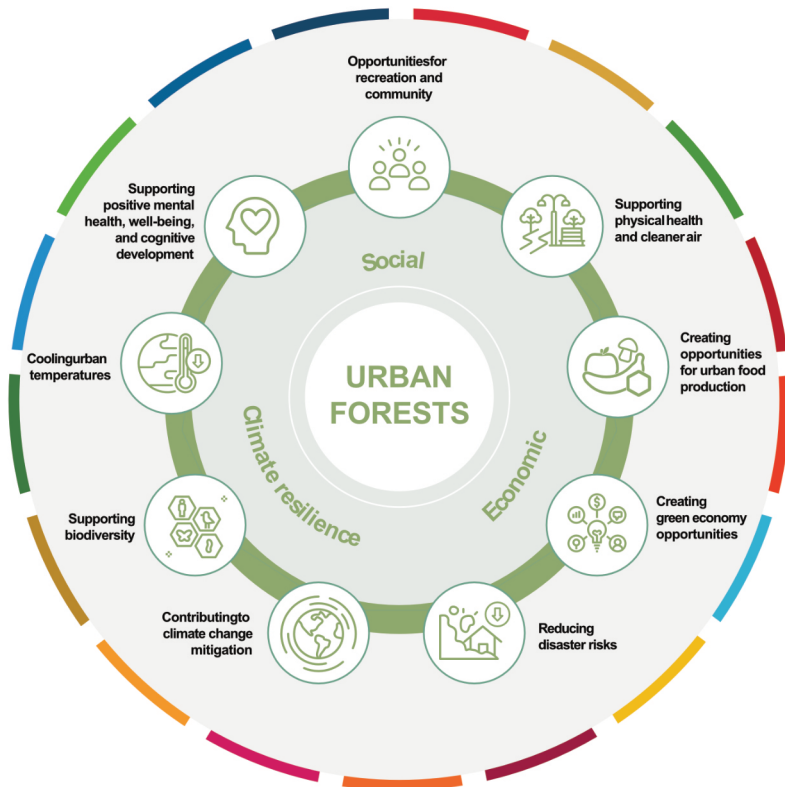 Opportunitiesfor
recreation and
community
Supporting
physical health
and cleaner air
Creating
opportunities
for urban food
production
Creating
green economy
opportunities
Reducing
disaster risks
Contributingto
climate change
mitigation
Supporting
biodiversity
Coolingurban
temperatures
Supporting
positive mental
health, well-being,
and cognitive
development
Social
Economic
Climate resilience
URBAN
FORESTS
$